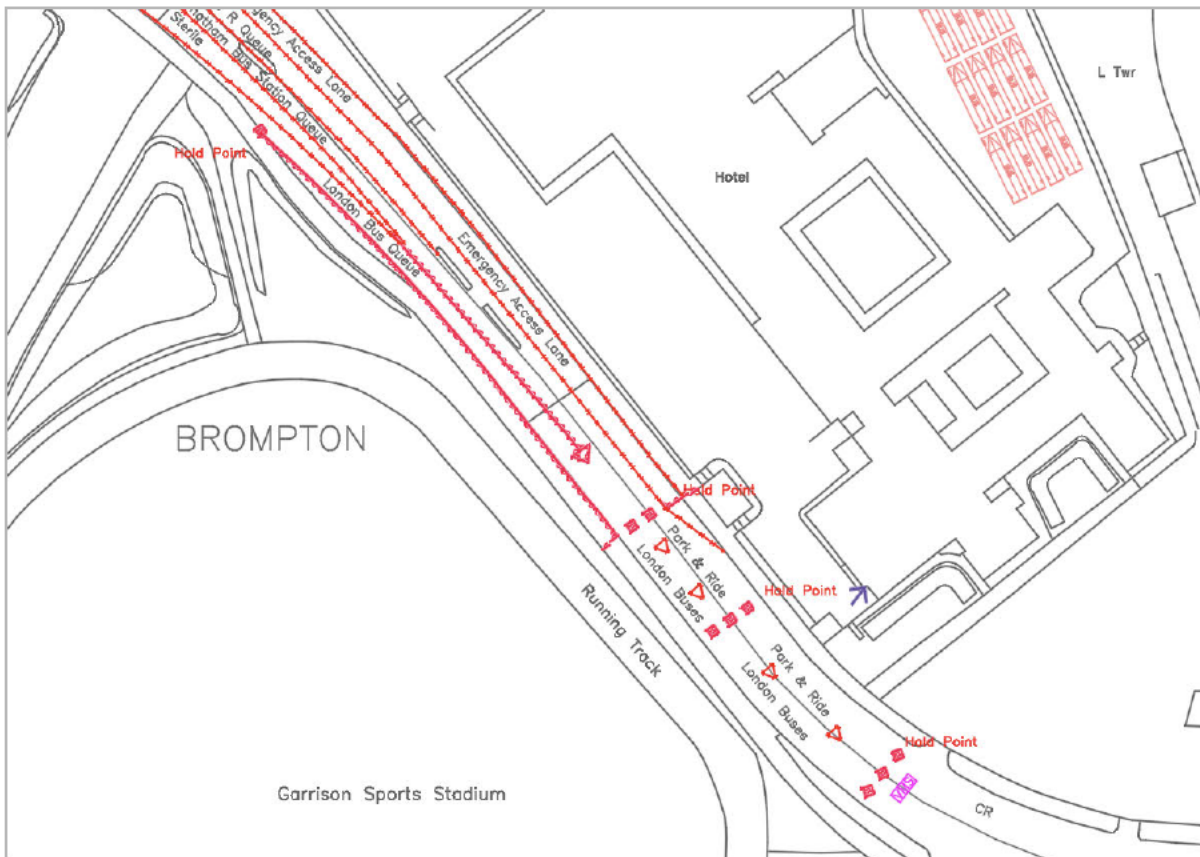 Emergency Access Lane
R Queue
Bus Station Queue
Sterile
L Twr
Hold Point
London Bus Queue
Hotel
Emergency Access Lane
BROMPTON
Hold Point
Park & Ride
London Buses
Hold Point
Running Track
Park & Ride
London Buses
Hold Point
VMS
CR
Garrison Sports Stadium